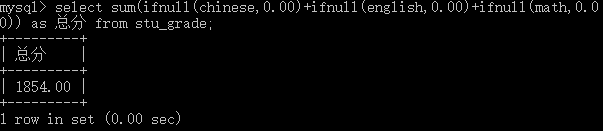 mysql> select sum(ifnull(chinese,0.00)+ifnull(english,0.00)+ifnull(math,0.0
0)) as 总分 from stu_grade;
+---------+
| 总分    |
+---------+
| 1854.00 |
+---------+
1 row in set (0.00 sec)